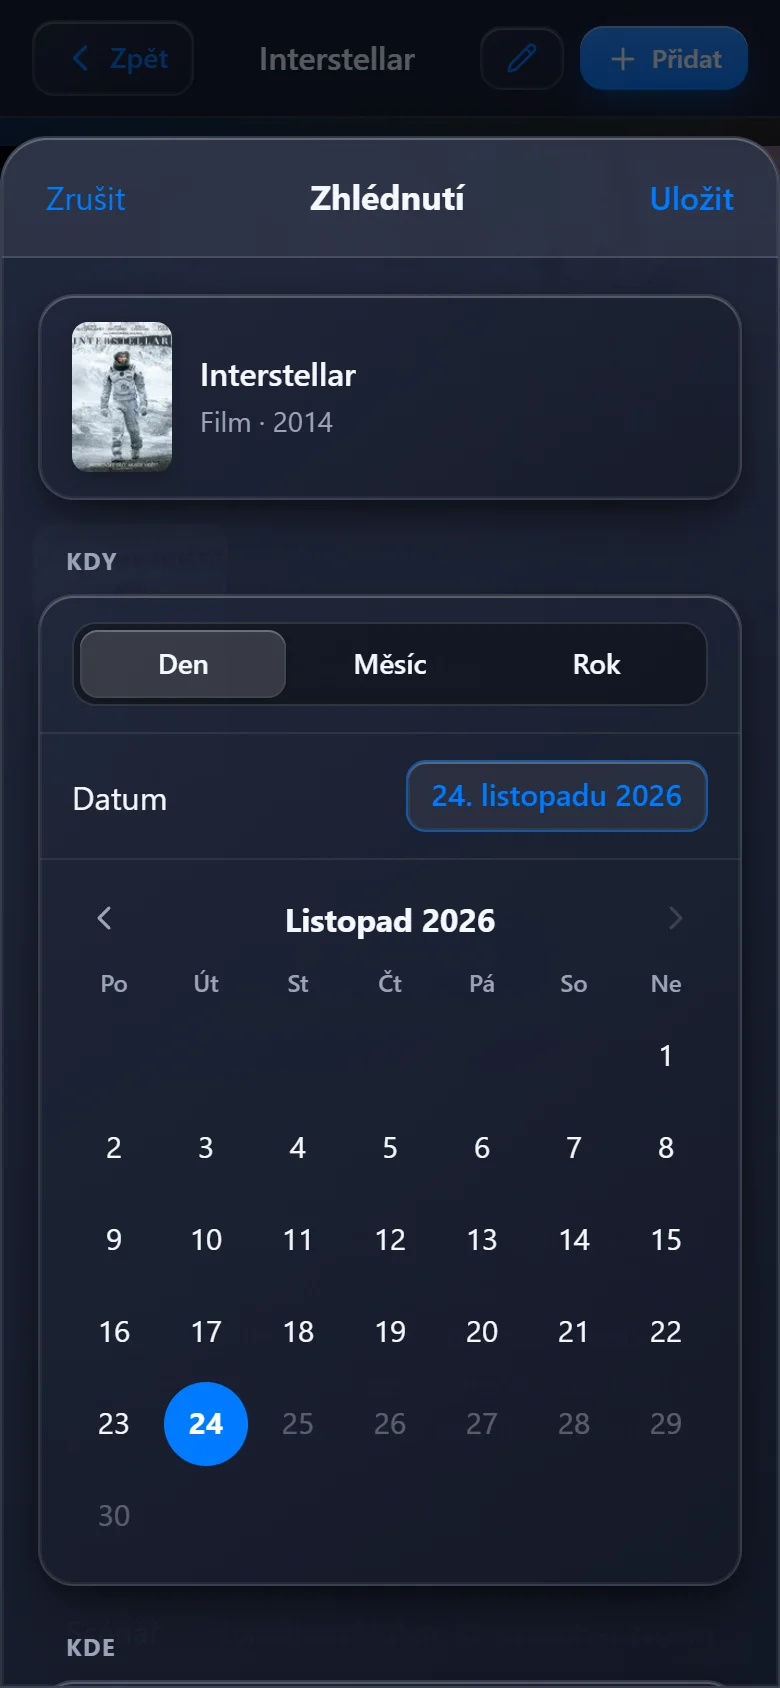 Zpět Interstellar Přidat
Zrušit Zhlédnutí Uložit
INTERSTELLAR
Interstellar
Film · 2014
KDY
Den Měsíc Rok
Datum 24. listopadu 2026
Listopad 2026
Po Út St Čt Pá So Ne
1
2 3 4 5 6 7 8
9 10 11 12 13 14 15
16 17 18 19 20 21 22
23 24 25 26 27 28 29
30
KDE